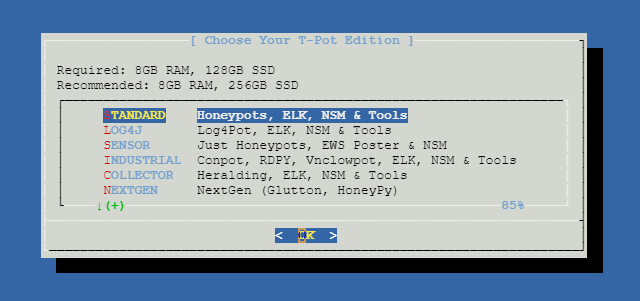 [ Choose Your T-Pot Edition ]
Required: 8GB RAM, 128GB SSD
Recommended: 8GB RAM, 256GB SSD
STANDARD Honeypots, ELK, NSM & Tools
LOG4J Log4Pot, ELK, NSM & Tools
SENSOR Just Honeypots, EWS Poster & NSM
INDUSTRIAL Conpot, RDPY, Vnclowpot, ELK, NSM & Tools
COLLECTOR Heralding, ELK, NSM & Tools
NEXTGEN NextGen (Glutton, HoneyPy)
↓(+) 85%
< OK >